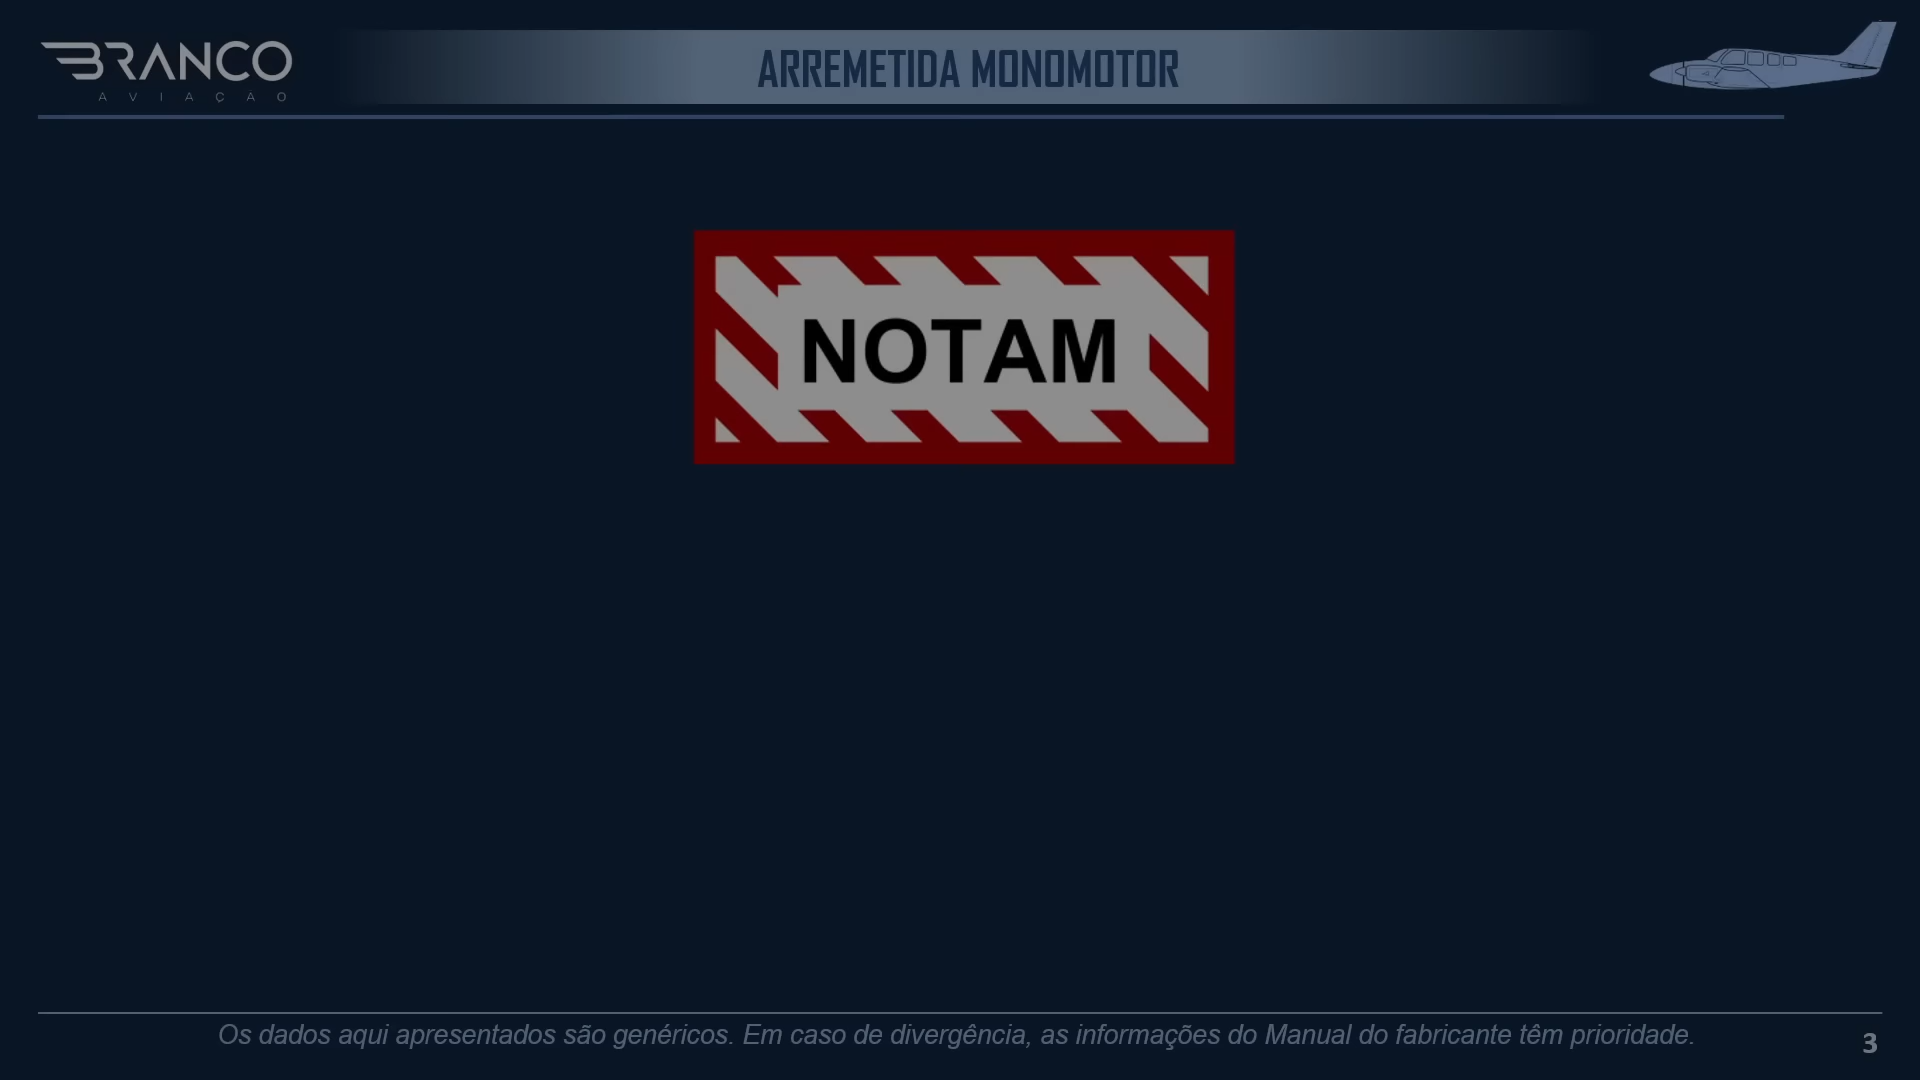 BRANCO
AVIAÇÃO
ARREMETIDA MONOMOTOR
NOTAM
Os dados aqui apresentados são genéricos. Em caso de divergência, as informações do Manual do fabricante têm prioridade.
3